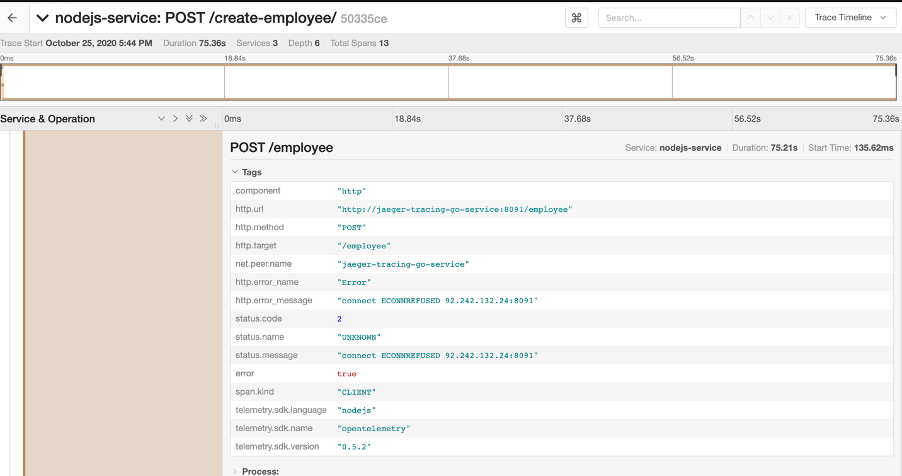 nodejs-service: POST /create-employee/ 50335ce
⌘ Search... Trace Timeline
Trace Start October 25, 2020 5:44 PM Duration 75.36s Services 3 Depth 6 Total Spans 13
0ms 18.84s 37.68s 56.52s 75.36s
Service & Operation 0ms 18.84s 37.68s 56.52s 75.36s
POST /employee Service: nodejs-service Duration: 75.21s Start Time: 135.62ms
Tags
component "http"
http.url "http://jaeger-tracing-go-service:8091/employee"
http.method "POST"
http.target "/employee"
net.peer.name "jaeger-tracing-go-service"
http.error_name "Error"
http.error_message "connect ECONNREFUSED 92.242.132.24:8091"
status.code 2
status.name "UNKNOWN"
status.message "connect ECONNREFUSED 92.242.132.24:8091"
error true
span.kind "CLIENT"
telemetry.sdk.language "nodejs"
telemetry.sdk.name "opentelemetry"
telemetry.sdk.version "0.5.2"
Process: